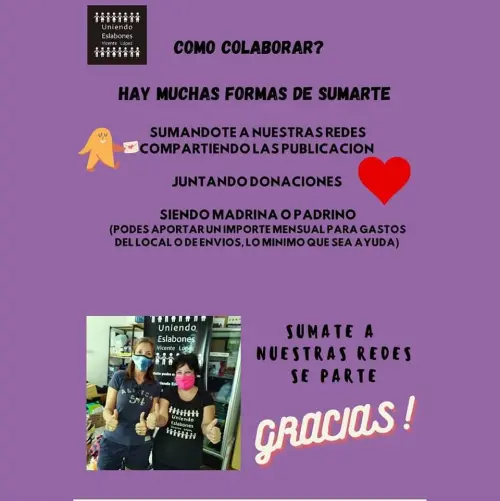 Uniendo
Eslabones
Vicente López
COMO COLABORAR?
HAY MUCHAS FORMAS DE SUMARTE
SUMANDOTE A NUESTRAS REDES
COMPARTIENDO LAS PUBLICACION
JUNTANDO DONACIONES
SIENDO MADRINA O PADRINO
(PODES APORTAR UN IMPORTE MENSUAL PARA GASTOS
DEL LOCAL O DE ENVIOS, LO MINIMO QUE SEA AYUDA)
Uniendo
Eslabones
Vicente López
Uniendo
Eslabones
SUMATE A
NUESTRAS REDES
SE PARTE
GRACIAS!